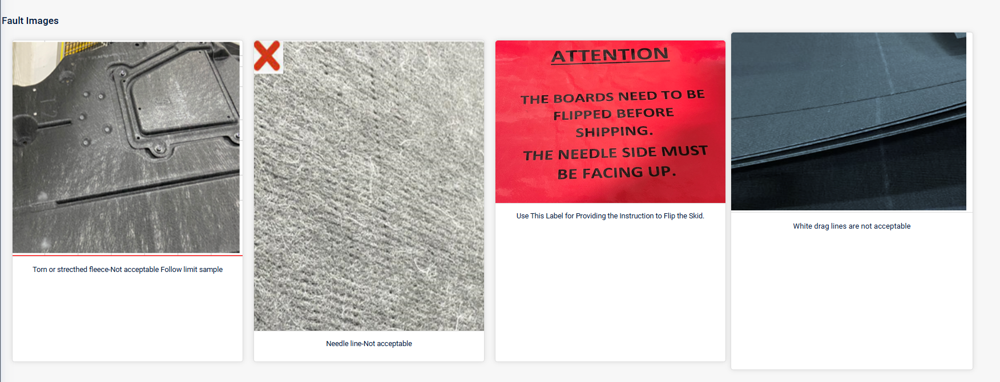 Fault Images
Torn or strecthed fleece-Not acceptable Follow limit sample
Needle line-Not acceptable
ATTENTION
THE BOARDS NEED TO BE
FLIPPED BEFORE
SHIPPING.
THE NEEDLE SIDE MUST
BE FACING UP.
Use This Label for Providing the Instruction to Flip the Skid.
White drag lines are not acceptable